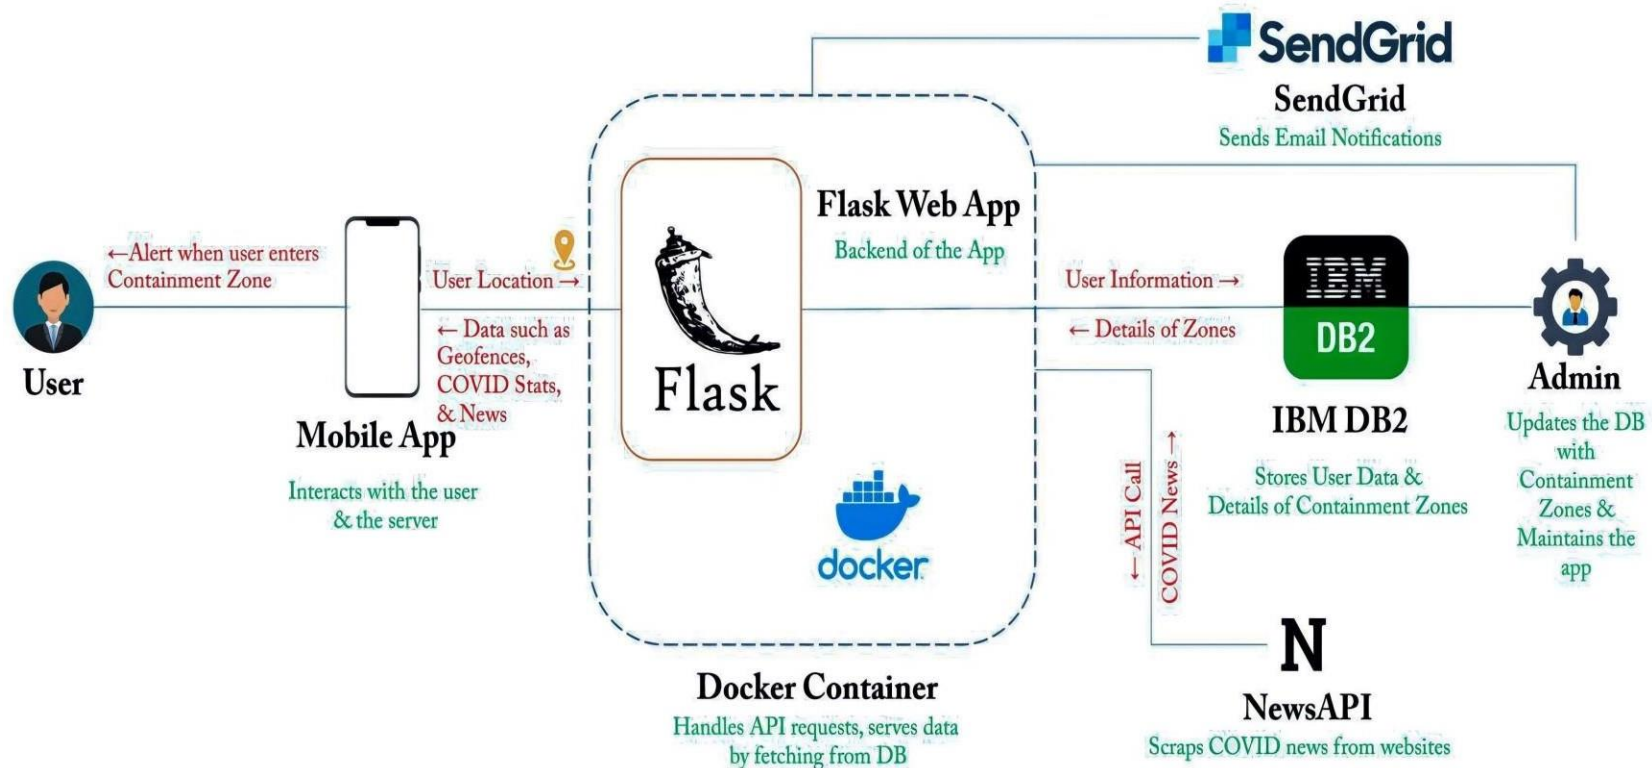 SendGrid
SendGrid
Sends Email Notifications
Flask Web App
Backend of the App
←Alert when user enters
Containment Zone
User Location →
← Data such as
Geofences,
COVID Stats,
& News
User
Mobile App
Interacts with the user
& the server
Flask
docker
Docker Container
Handles API requests, serves data
by fetching from DB
User Information →
← Details of Zones
IBM
DB2
IBM DB2
Stores User Data &
Details of Containment Zones
Admin
Updates the DB
with
Containment
Zones &
Maintains the
app
← API Call
COVID News →
N
NewsAPI
Scraps COVID news from websites